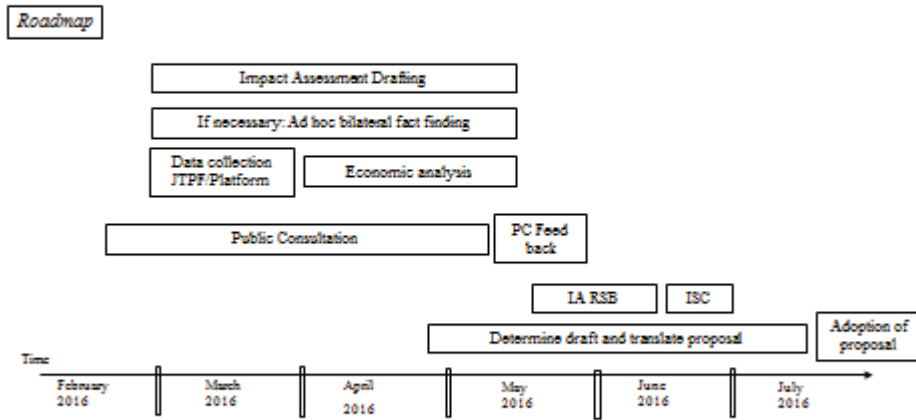 Roadmap
Impact Assessment Drafting
If necessary: Ad hoc bilateral fact finding
Data collection
JTPF/Platform
Economic analysis
Public Consultation
PC Feed
back
IA RSB
ISC
Determine draft and translate proposal
Adoption of
proposal
Time
February
2016
March
2016
April
2016
May
2016
June
2016
July
2016